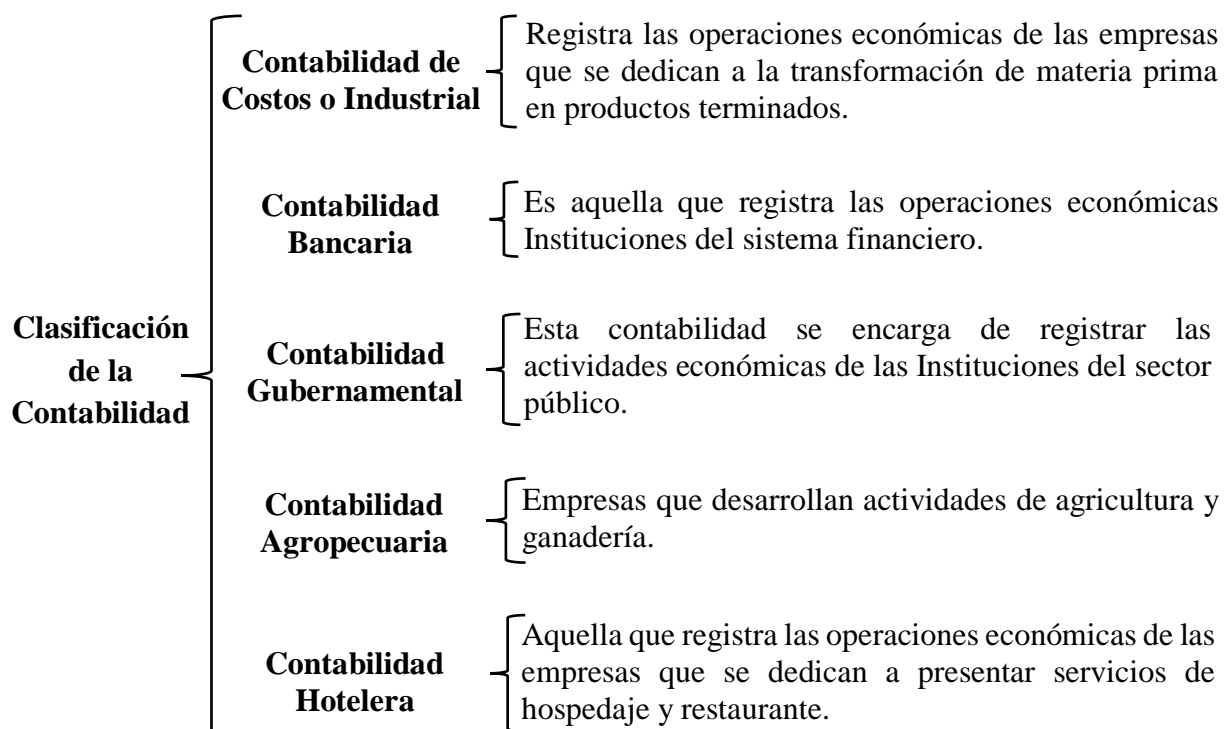 Clasificación
de la
Contabilidad
Contabilidad de
Costos o Industrial
Registra las operaciones económicas de las empresas
que se dedican a la transformación de materia prima
en productos terminados.
Contabilidad
Bancaria
Es aquella que registra las operaciones económicas
Instituciones del sistema financiero.
Contabilidad
Gubernamental
Esta contabilidad se encarga de registrar las
actividades económicas de las Instituciones del sector
público.
Contabilidad
Agropecuaria
Empresas que desarrollan actividades de agricultura y
ganadería.
Contabilidad
Hotelera
Aquella que registra las operaciones económicas de las
empresas que se dedican a presentar servicios de
hospedaje y restaurante.